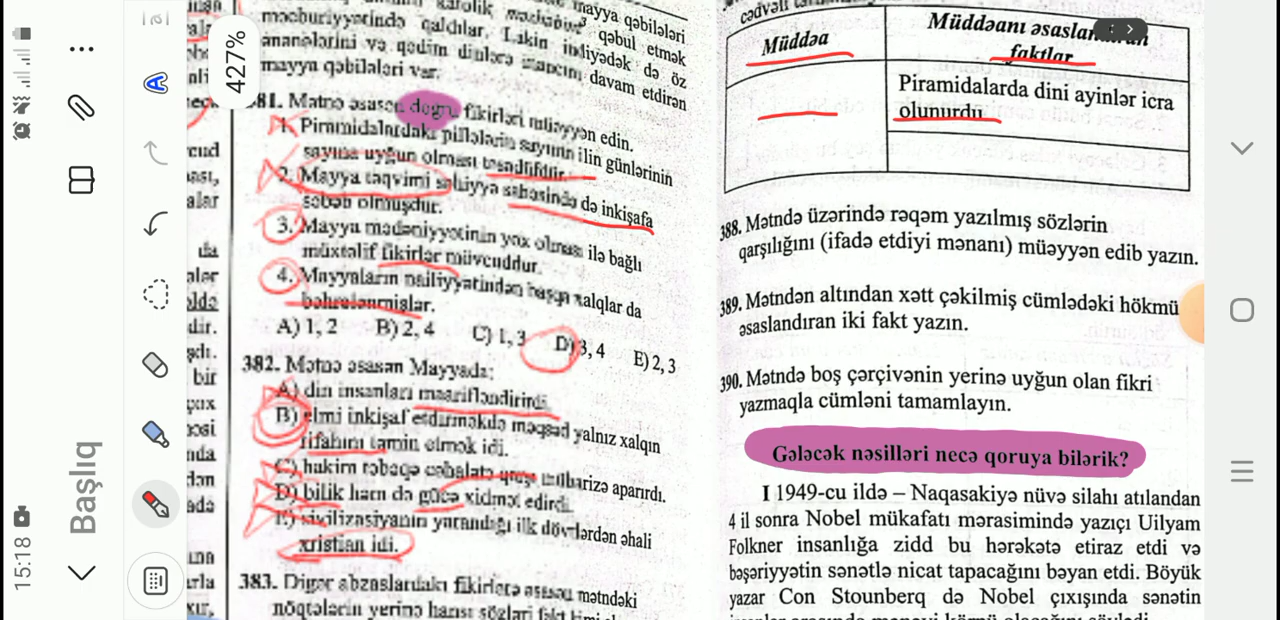 15:18
Başlıq
427%
məcburiyyətində qaldılar. Lakin indiyədək də öz
mayya qəbilələri
qəbul etmək
ənənələrini və qədim dinlərə inancını davam etdirən
mayya qəbilələri var.
381. Mətnə əsasən doğru fikirləri müəyyən edin.
1. Piramidalardakı pillələrin sayının ilin günlərinin
sayına uyğun olması təsadüfdür.
2. Mayya təqvimi səhiyyə sahəsində də inkişafa
səbəb olmuşdur.
3. Mayya mədəniyyətinin yox olması ilə bağlı
müxtəlif fikirlər mövcuddur.
4. Mayyaların nailiyyətindən başqa xalqlar da
bəhrələnmişlər.
A) 1, 2 B) 2, 4 C) 1, 3 D) 3, 4 E) 2, 3
382. Mətnə əsasən Mayyada:
A) din insanları maarifləndirirdi.
B) elmi inkişaf etdirməkdə məqsəd yalnız xalqın
rifahını təmin etmək idi.
C) hakim təbəqə cəhalətə qarşı mübarizə aparırdı.
D) bilik həm də gücə xidmət edirdi.
E) sivilizasiyanın yarandığı ilk dövrlərdən əhali
xristian idi.
383. Digər abzaslardakı fikirlərə əsasən mətndəki
nöqtələrin yerinə hansı sözləri
Müddəa
Müddəanı əsaslandıran
faktlar
Piramidalarda dini ayinlər icra
olunurdu
388. Mətndə üzərində rəqəm yazılmış sözlərin
qarşılığını (ifadə etdiyi mənanı) müəyyən edib yazın.
389. Mətndən altından xətt çəkilmiş cümlədəki hökmü
əsaslandıran iki fakt yazın.
390. Mətndə boş çərçivənin yerinə uyğun olan fikri
yazmaqla cümləni tamamlayın.
Gələcək nəsilləri necə qoruya bilərik?
I 1949-cu ildə – Naqasakiyə nüvə silahı atılandan
4 il sonra Nobel mükafatı mərasimində yazıçı Uilyam
Folkner insanlığa zidd bu hərəkətə etiraz etdi və
bəşəriyyətin sənətlə nicat tapacağını bəyan etdi. Böyük
yazar Con Stounberq də Nobel çıxışında sənətin